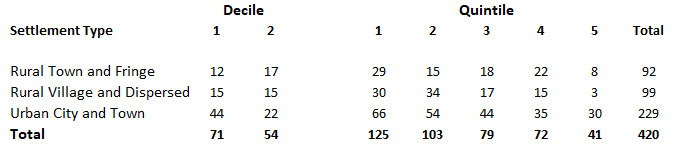 Decile Quintile
Settlement Type 1 2 1 2 3 4 5 Total
Rural Town and Fringe 12 17 29 15 18 22 8 92
Rural Village and Dispersed 15 15 30 34 17 15 3 99
Urban City and Town 44 22 66 54 44 35 30 229
Total 71 54 125 103 79 72 41 420